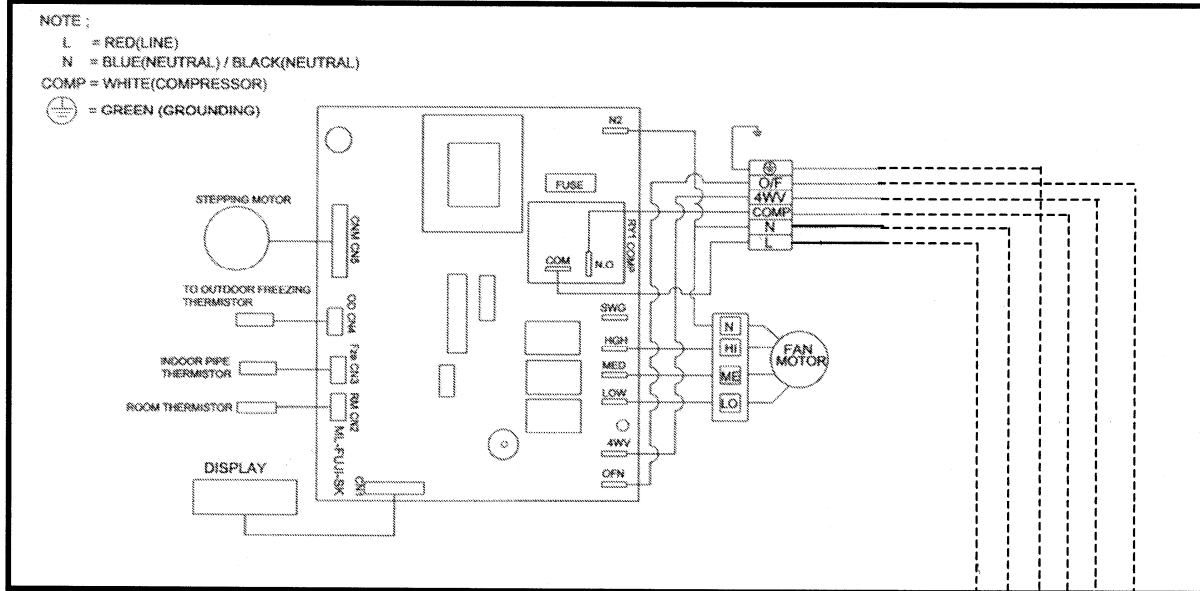 NOTE ;
L = RED(LINE)
N = BLUE(NEUTRAL) / BLACK(NEUTRAL)
COMP = WHITE(COMPRESSOR)
= GREEN (GROUNDING)
N2
FUSE
STEPPING MOTOR
CNM CN5
RY1 COMP
COM
N.O
O/F
4WV
COMP
N
L
TO OUTDOOR FREEZING
THERMISTOR
OD CN4
SWG
HGH
MED
LOW
4WV
OFN
N
HI
ME
LO
FAN
MOTOR
INDOOR PIPE
THERMISTOR
CN3
ROOM THERMISTOR
RM CN2
ML-FUJI-SK
DISPLAY
CN1